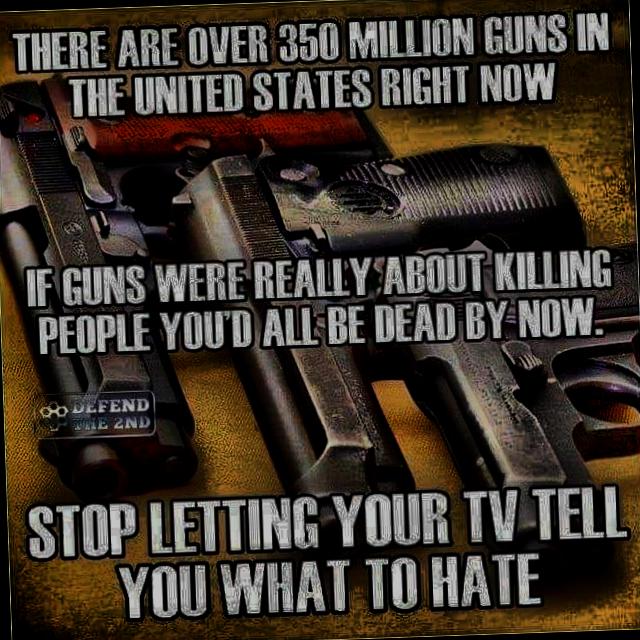 THERE ARE OVER 350 MILLION GUNS IN
THE UNITED STATES RIGHT NOW
IF GUNS WERE REALLY ABOUT KILLING
PEOPLE YOU'D ALL BE DEAD BY NOW.
DEFEND
THE 2ND
STOP LETTING YOUR TV TELL
YOU WHAT TO HATE